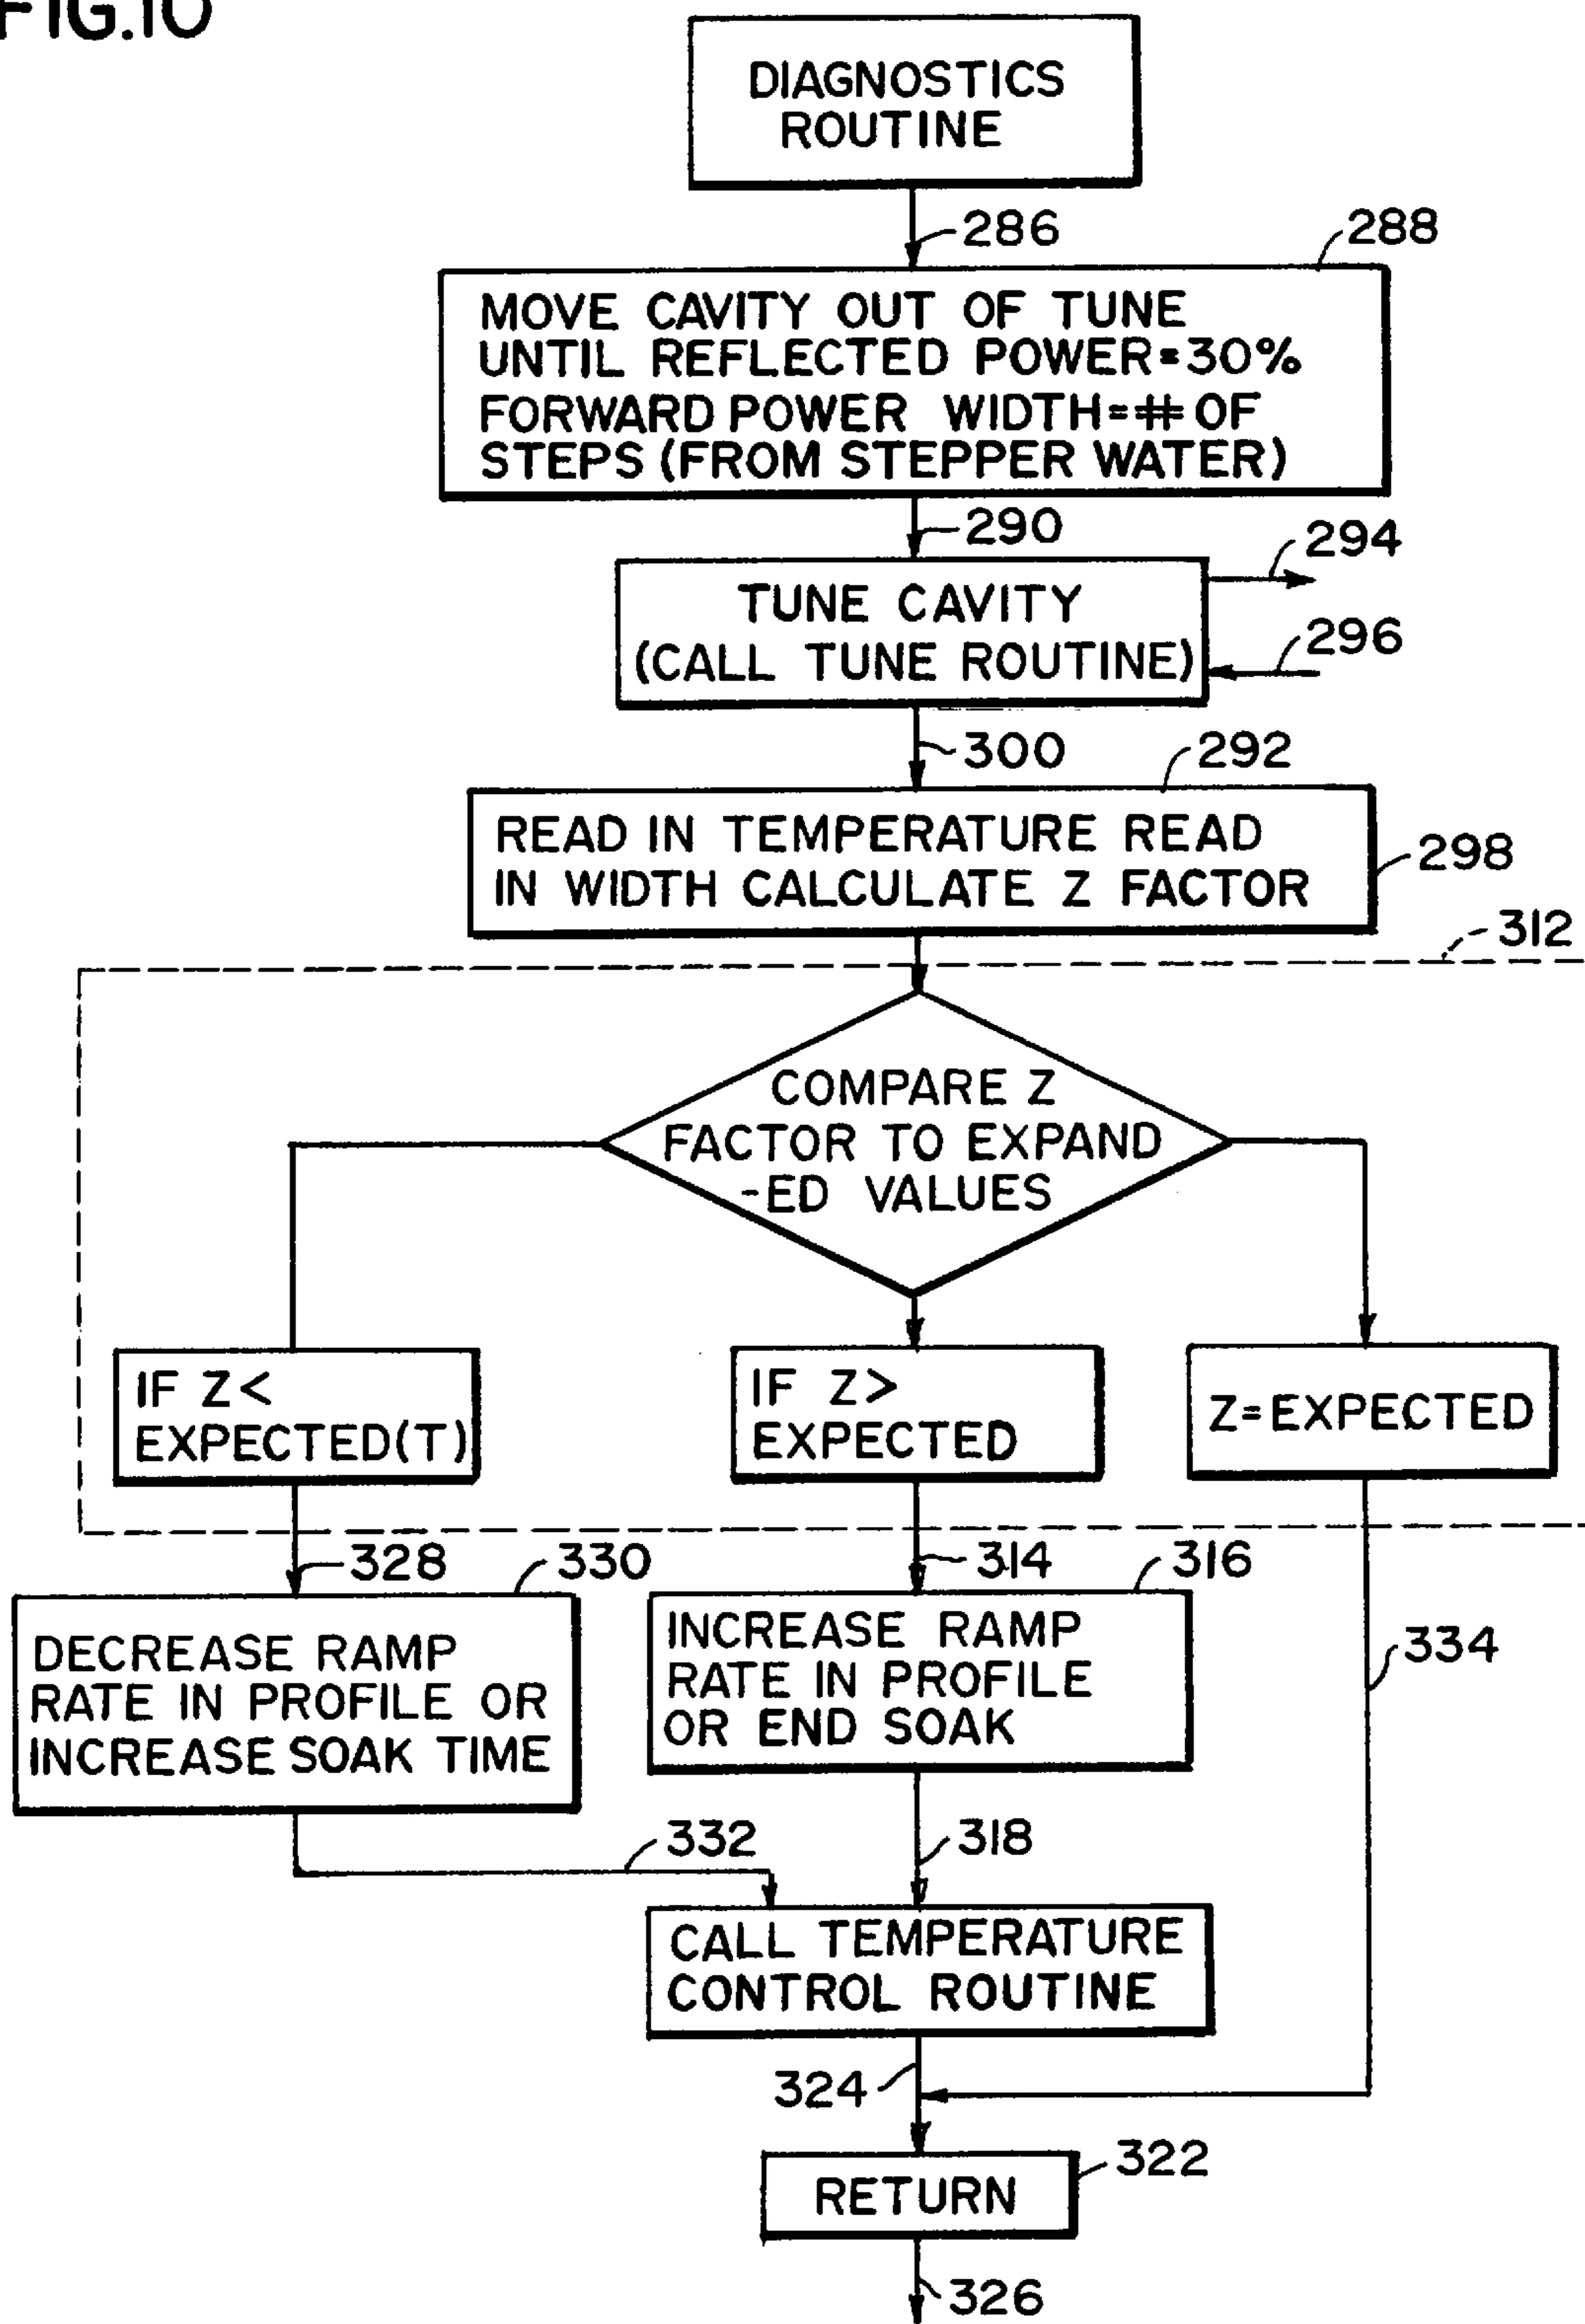 FIG.10
DIAGNOSTICS
ROUTINE
286
288
MOVE CAVITY OUT OF TUNE
UNTIL REFLECTED POWER=30%
FORWARD POWER WIDTH=# OF
STEPS (FROM STEPPER WATER)
290
294
TUNE CAVITY
(CALL TUNE ROUTINE)
296
300
292
READ IN TEMPERATURE READ
IN WIDTH CALCULATE Z FACTOR
298
312
COMPARE Z
FACTOR TO EXPAND
-ED VALUES
IF Z<
EXPECTED(T)
IF Z>
EXPECTED
Z=EXPECTED
328
330
314
316
DECREASE RAMP
RATE IN PROFILE OR
INCREASE SOAK TIME
INCREASE RAMP
RATE IN PROFILE
OR END SOAK
334
332
318
CALL TEMPERATURE
CONTROL ROUTINE
324
322
RETURN
326